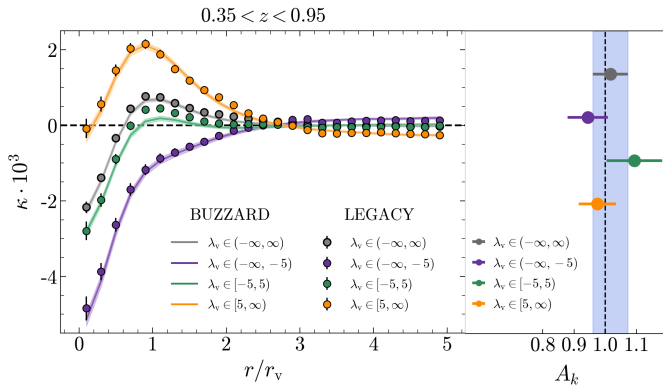 0.35 < z < 0.95
2
0
-2
-4
κ · 10³
BUZZARD
λᵥ ∈ (−∞, ∞)
λᵥ ∈ (−∞, −5)
λᵥ ∈ [−5, 5)
λᵥ ∈ [5, ∞)
LEGACY
λᵥ ∈ (−∞, ∞)
λᵥ ∈ (−∞, −5)
λᵥ ∈ [−5, 5)
λᵥ ∈ [5, ∞)
0 1 2 3 4 5
r/rᵥ
λᵥ ∈ (−∞, ∞)
λᵥ ∈ (−∞, −5)
λᵥ ∈ [−5, 5)
λᵥ ∈ [5, ∞)
0.8 0.9 1.0 1.1
Aₖ